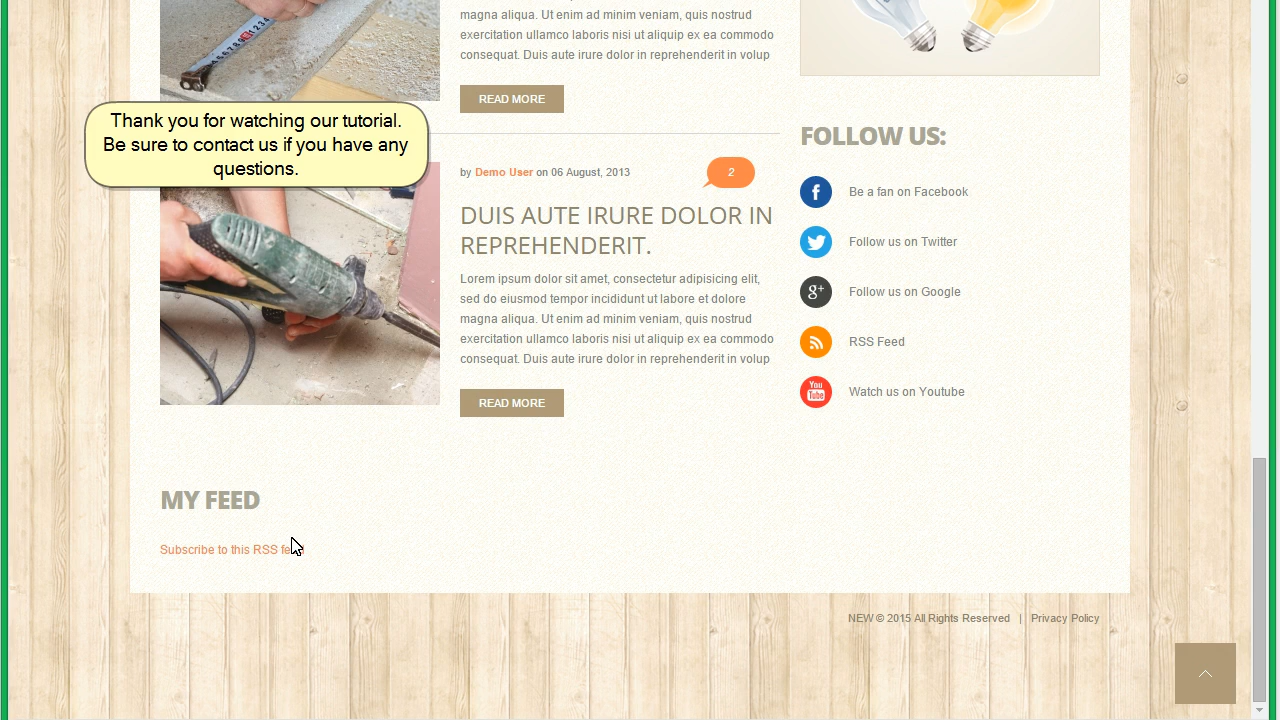 magna aliqua. Ut enim ad minim veniam, quis nostrud
exercitation ullamco laboris nisi ut aliquip ex ea commodo
consequat. Duis aute irure dolor in reprehenderit in volup
READ MORE
Thank you for watching our tutorial.
Be sure to contact us if you have any
questions.
by Demo User on 06 August, 2013
2
DUIS AUTE IRURE DOLOR IN
REPREHENDERIT.
Lorem ipsum dolor sit amet, consectetur adipisicing elit,
sed do eiusmod tempor incididunt ut labore et dolore
magna aliqua. Ut enim ad minim veniam, quis nostrud
exercitation ullamco laboris nisi ut aliquip ex ea commodo
consequat. Duis aute irure dolor in reprehenderit in volup
READ MORE
FOLLOW US:
Be a fan on Facebook
Follow us on Twitter
Follow us on Google
RSS Feed
You
Tube
Watch us on Youtube
MY FEED
Subscribe to this RSS
NEW © 2015 All Rights Reserved | Privacy Policy